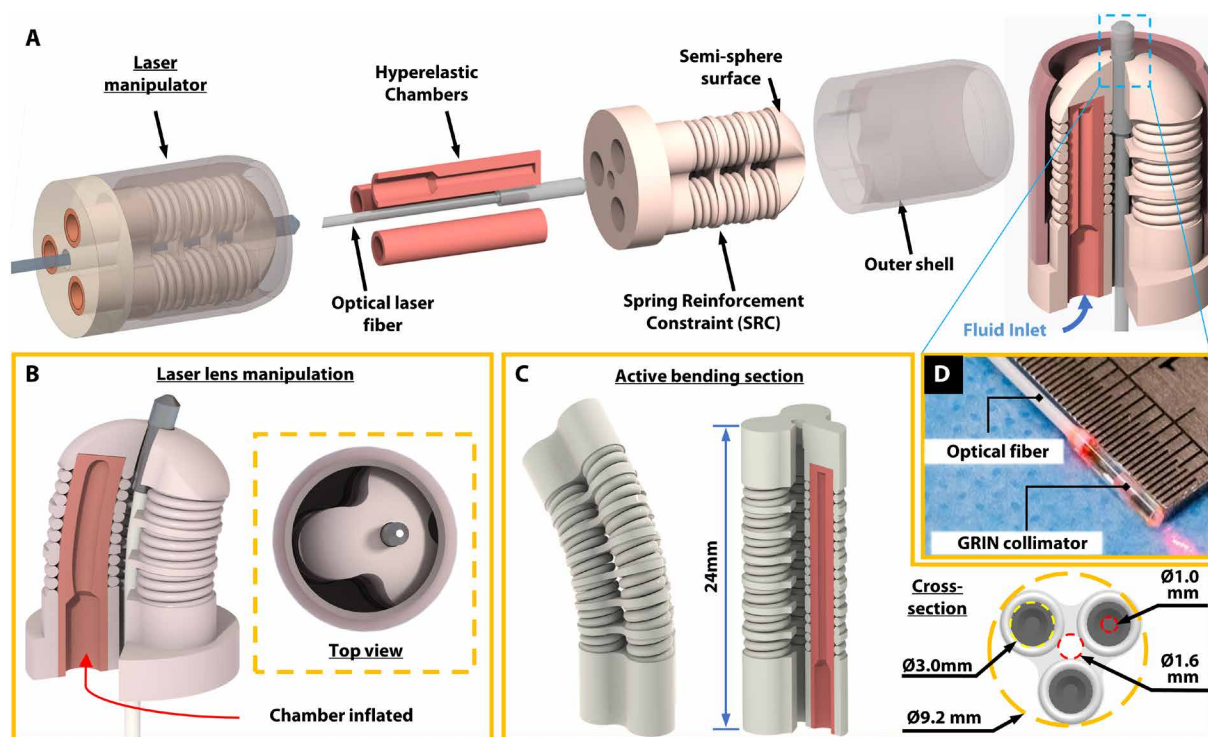 A
Laser
manipulator
Hyperelastic
Chambers
Semi-sphere
surface
Optical laser
fiber
Spring Reinforcement
Constraint (SRC)
Outer shell
Fluid Inlet
B
Laser lens manipulation
Top view
Chamber inflated
C
Active bending section
24mm
D
Optical fiber
GRIN collimator
1
Cross-
section
Ø1.0
mm
Ø3.0mm
Ø1.6
mm
Ø9.2 mm